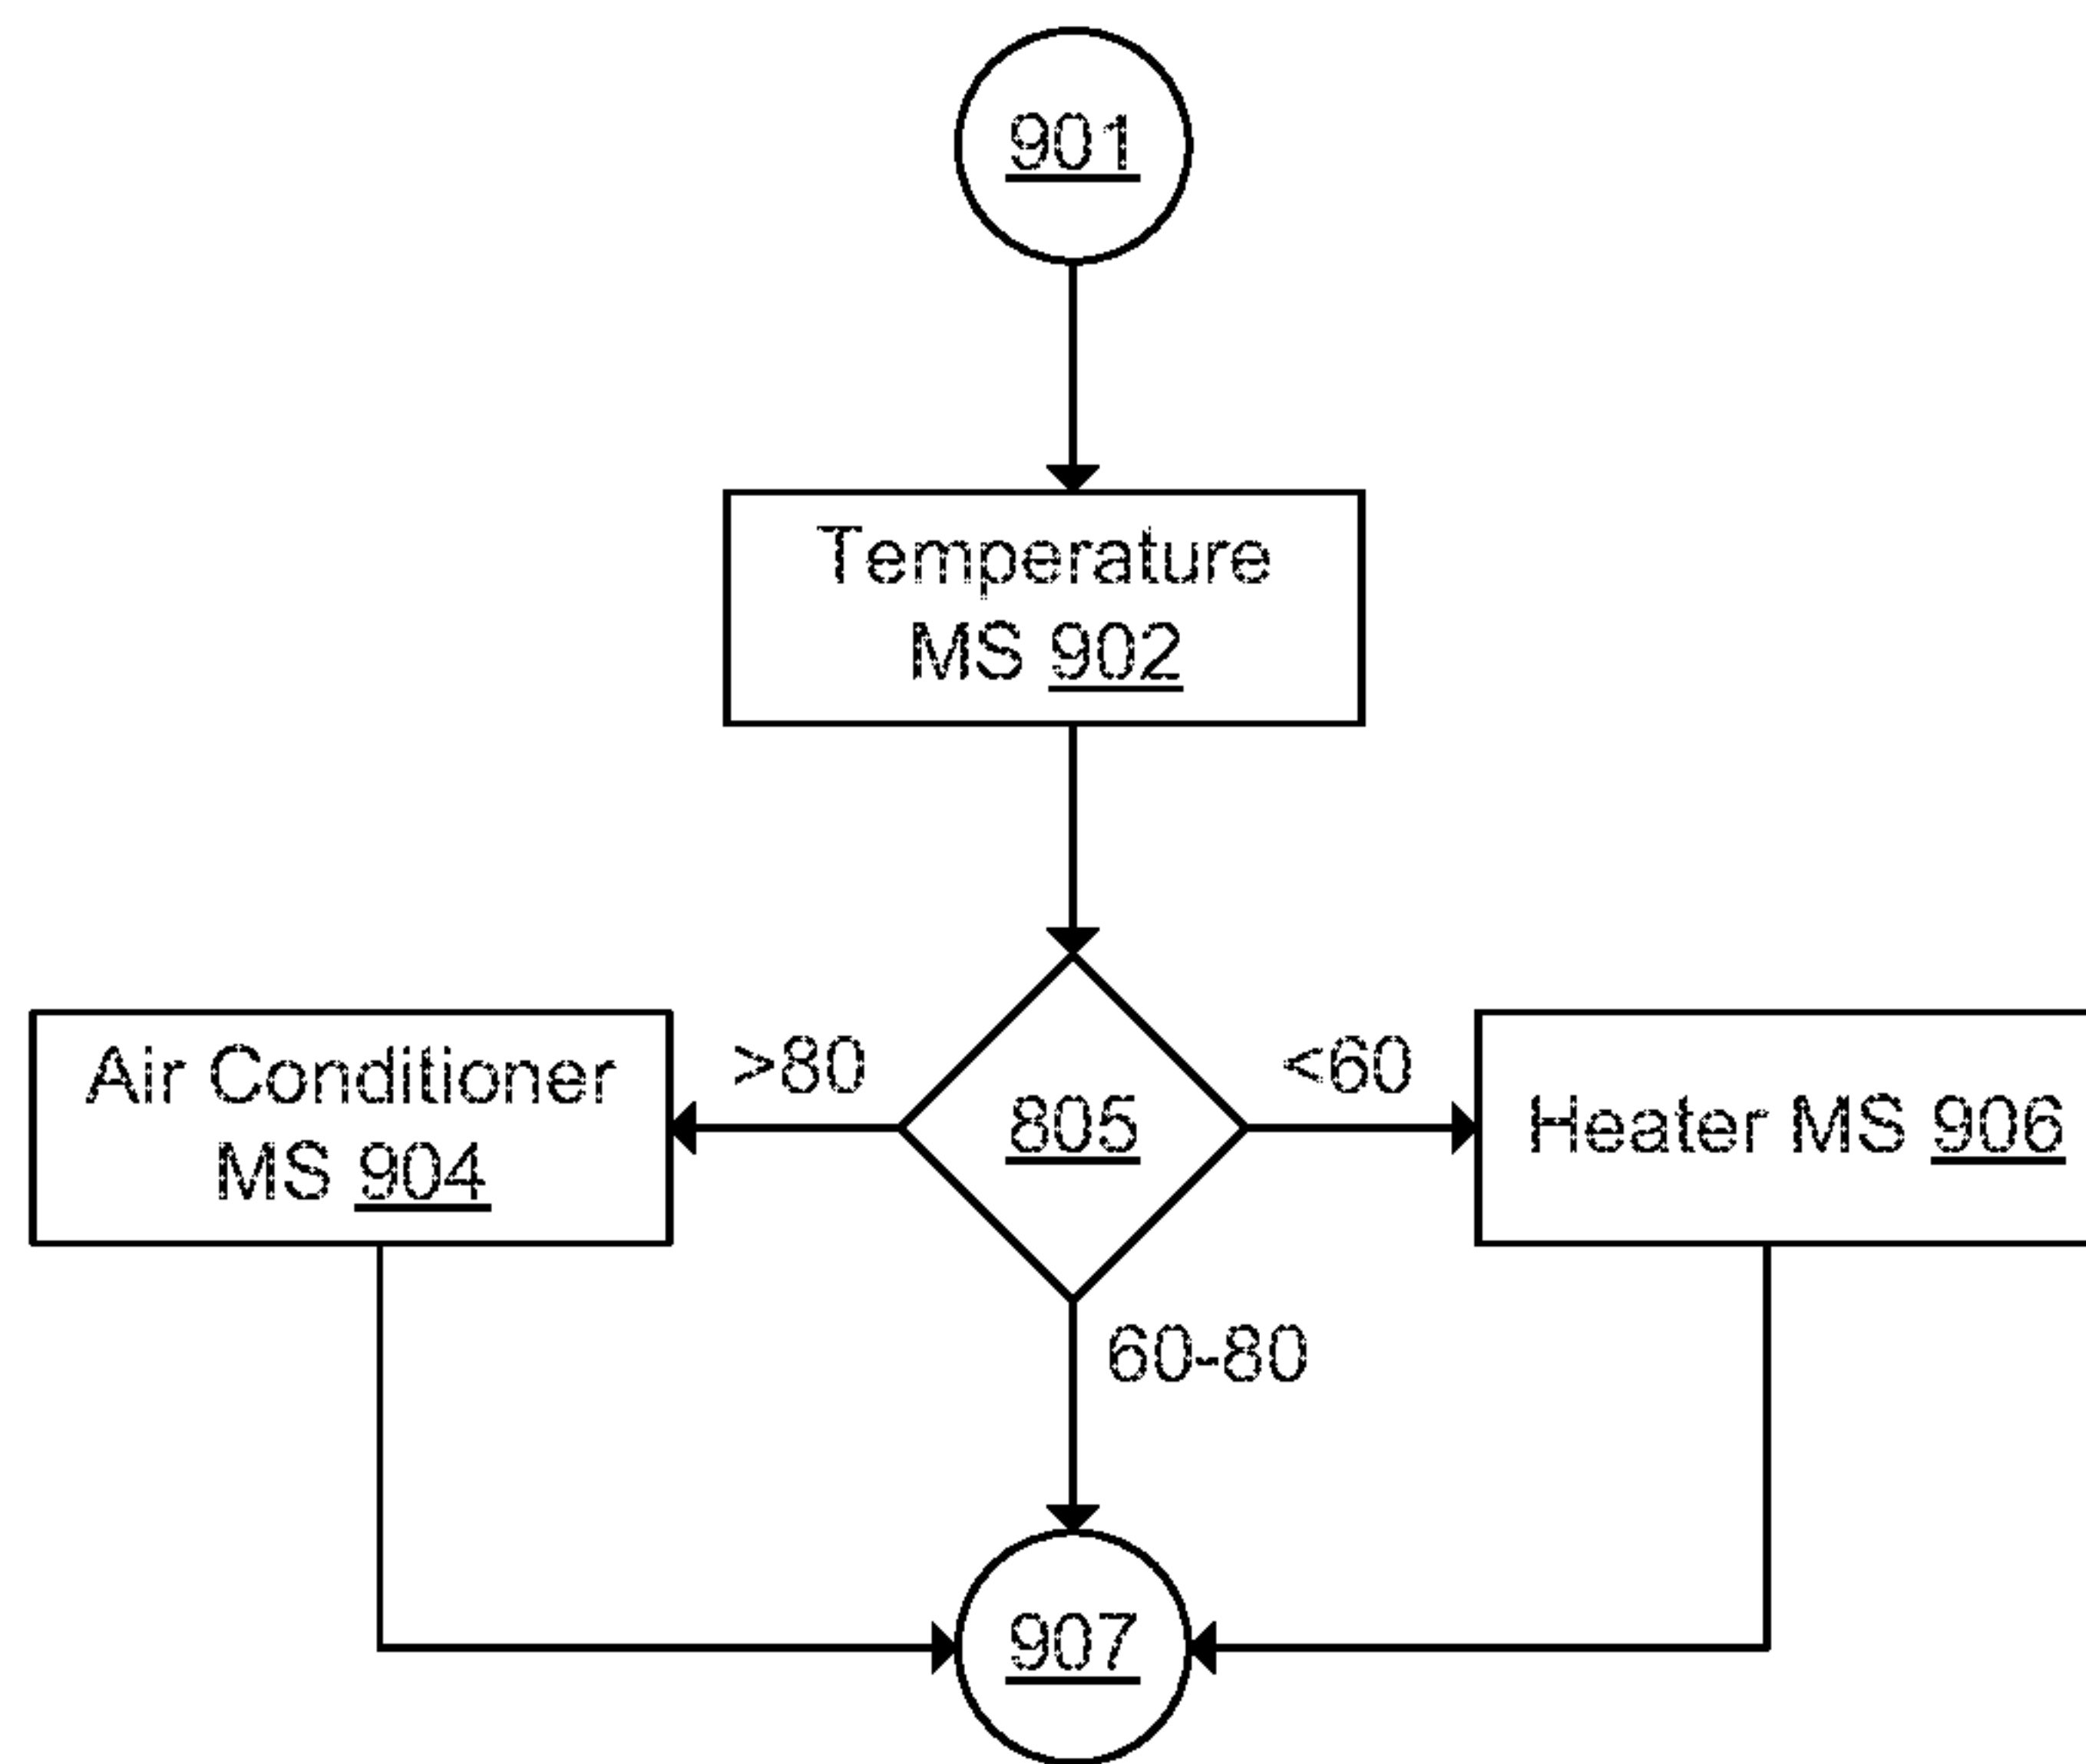 901
Temperature
MS 902
Air Conditioner
MS 904
>80
805
<60
Heater MS 906
60-80
907